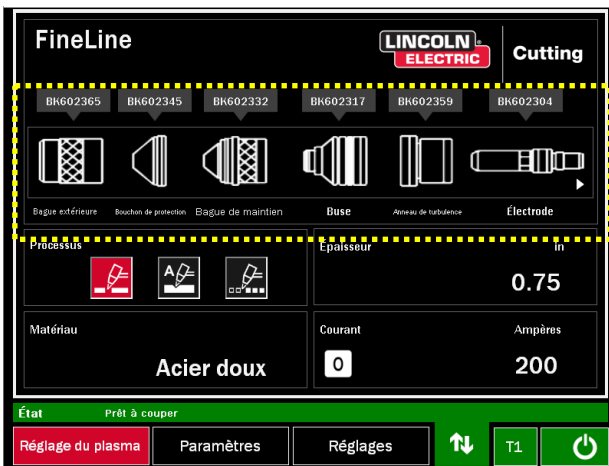 FineLine
LINCOLN ELECTRIC
Cutting
BK602365 BK602345 BK602332 BK602317 BK602359 BK602304
Bague extérieure Bouchon de protection Bague de maintien Buse Anneau de turbulence Électrode
Processus
A
Épaisseur in
0.75
Matériau
Acier doux
Courant Ampères
0 200
État Prêt à couper
Réglage du plasma Paramètres Réglages T1